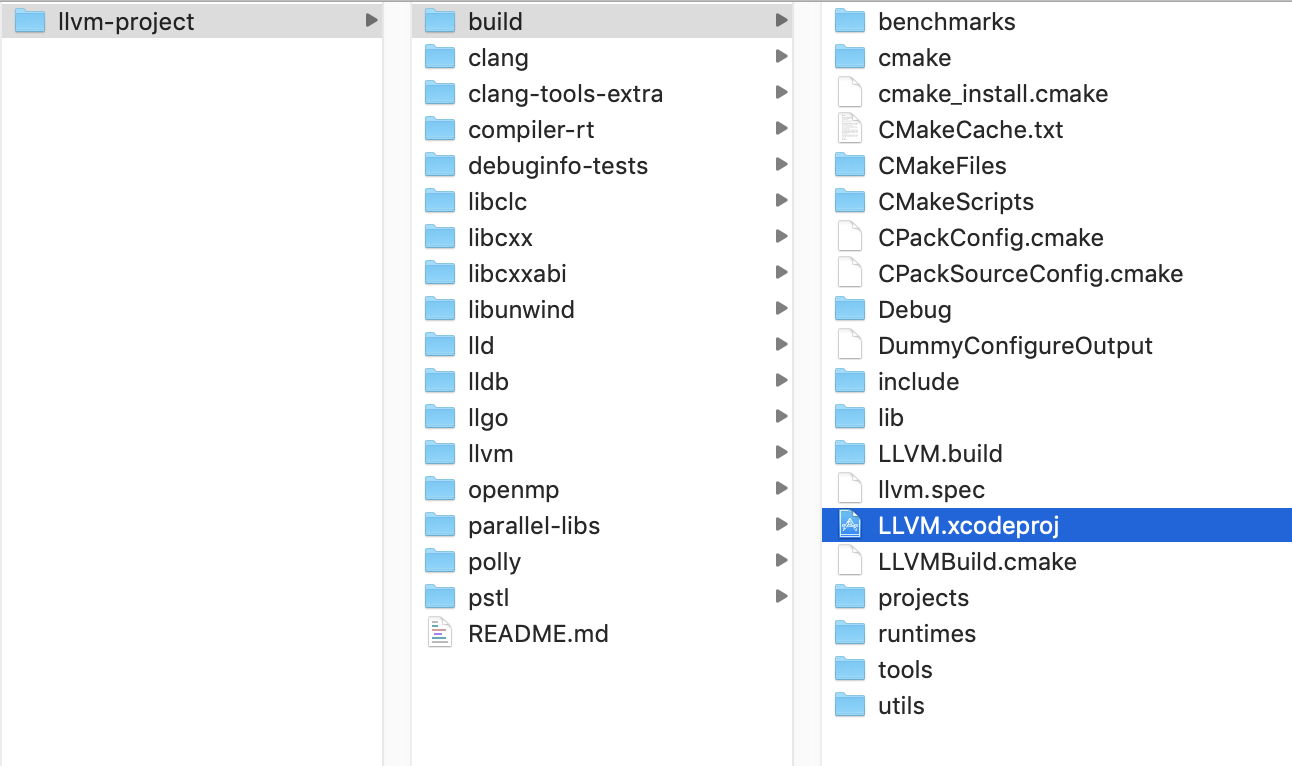 llvm-project
build
clang
clang-tools-extra
compiler-rt
debuginfo-tests
libclc
libcxx
libcxxabi
libunwind
lld
lldb
llgo
llvm
openmp
parallel-libs
polly
pstl
README.md
benchmarks
cmake
cmake_install.cmake
CMakeCache.txt
CMakeFiles
CMakeScripts
CPackConfig.cmake
CPackSourceConfig.cmake
Debug
DummyConfigureOutput
include
lib
LLVM.build
llvm.spec
LLVM.xcodeproj
LLVMBuild.cmake
projects
runtimes
tools
utils